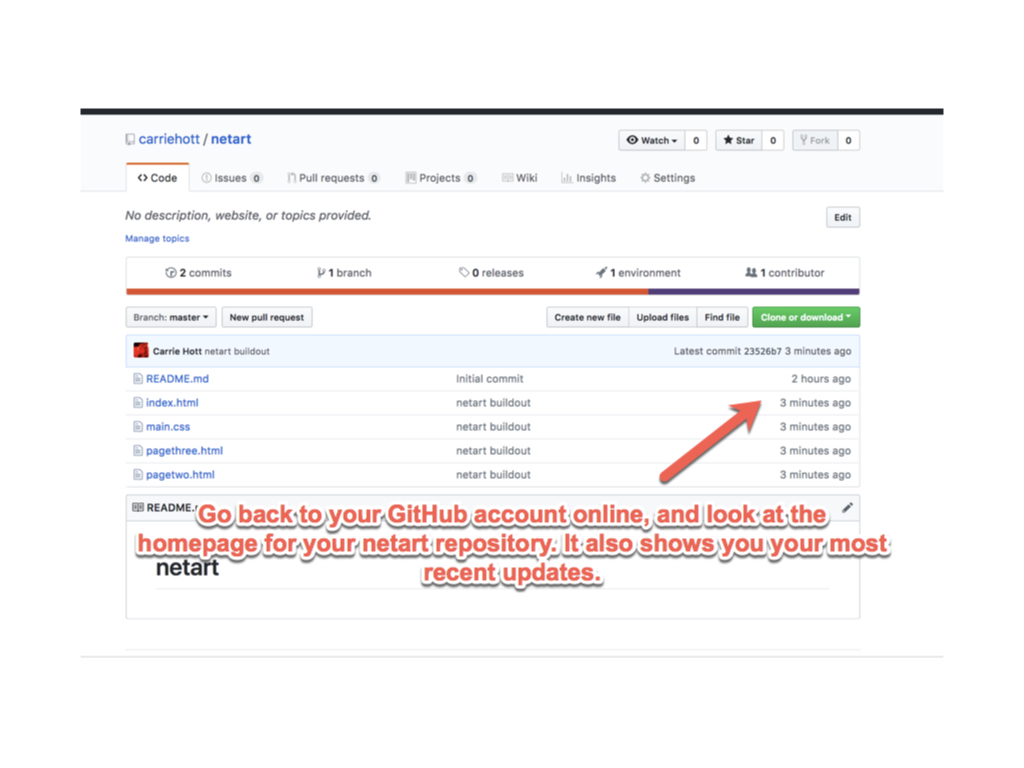 carriehott / netart
Watch 0 Star 0 Fork 0
Code Issues 0 Pull requests 0 Projects 0 Wiki Insights Settings
No description, website, or topics provided. Edit
Manage topics
2 commits 1 branch 0 releases 1 environment 1 contributor
Branch: master New pull request Create new file Upload files Find file Clone or download
Carrie Hott netart buildout Latest commit 23526b7 3 minutes ago
README.md Initial commit 2 hours ago
index.html netart buildout 3 minutes ago
main.css netart buildout 3 minutes ago
pagethree.html netart buildout 3 minutes ago
pagetwo.html netart buildout 3 minutes ago
README.
Go back to your GitHub account online, and look at the
homepage for your netart repository. It also shows you your most
recent updates.
netart